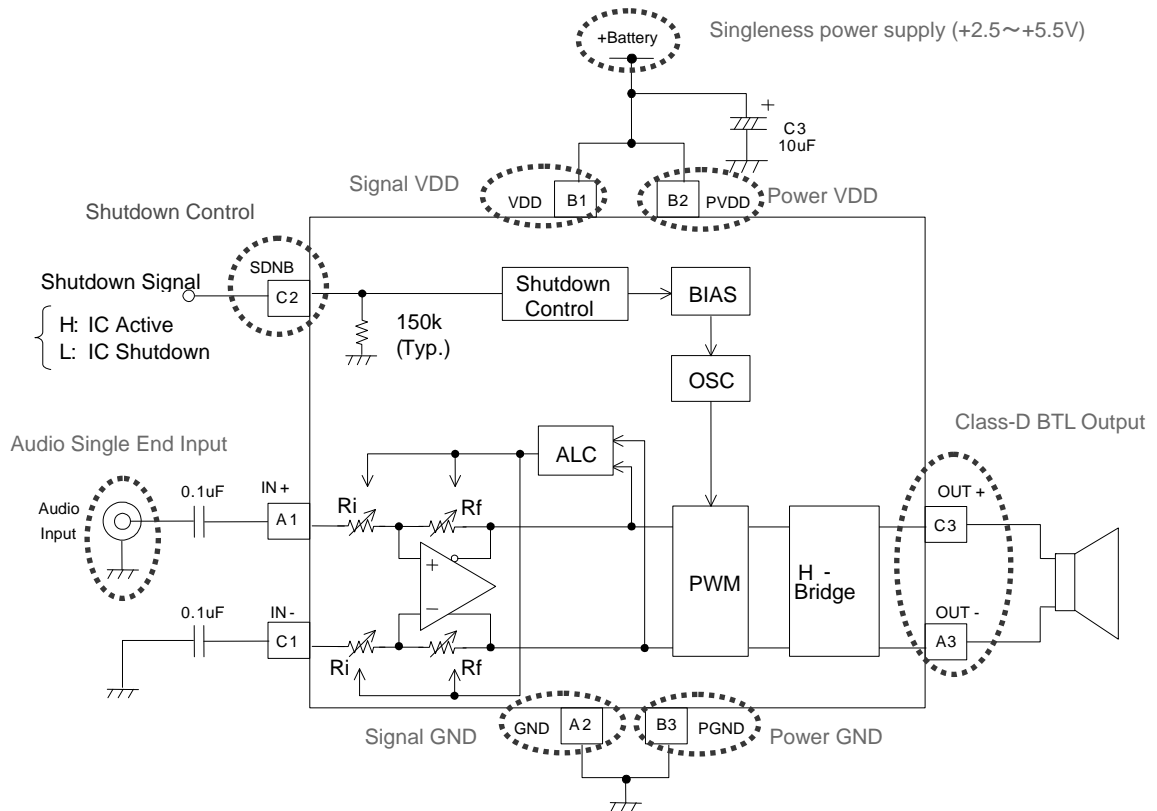 +Battery
Singleness power supply (+2.5～+5.5V)
+
C3
10uF
Signal VDD
VDD
B1
B2
PVDD
Power VDD
Shutdown Control
SDNB
C2
Shutdown Signal
H: IC Active
L: IC Shutdown
150k
(Typ.)
Shutdown
Control
BIAS
OSC
Class-D BTL Output
Audio Single End Input
ALC
Audio
Input
0.1uF
IN+
A1
Ri
Rf
OUT +
C3
+
−
PWM
H -
Bridge
0.1uF
IN-
C1
Ri
Rf
OUT -
A3
Signal GND
GND
A2
B3
PGND
Power GND